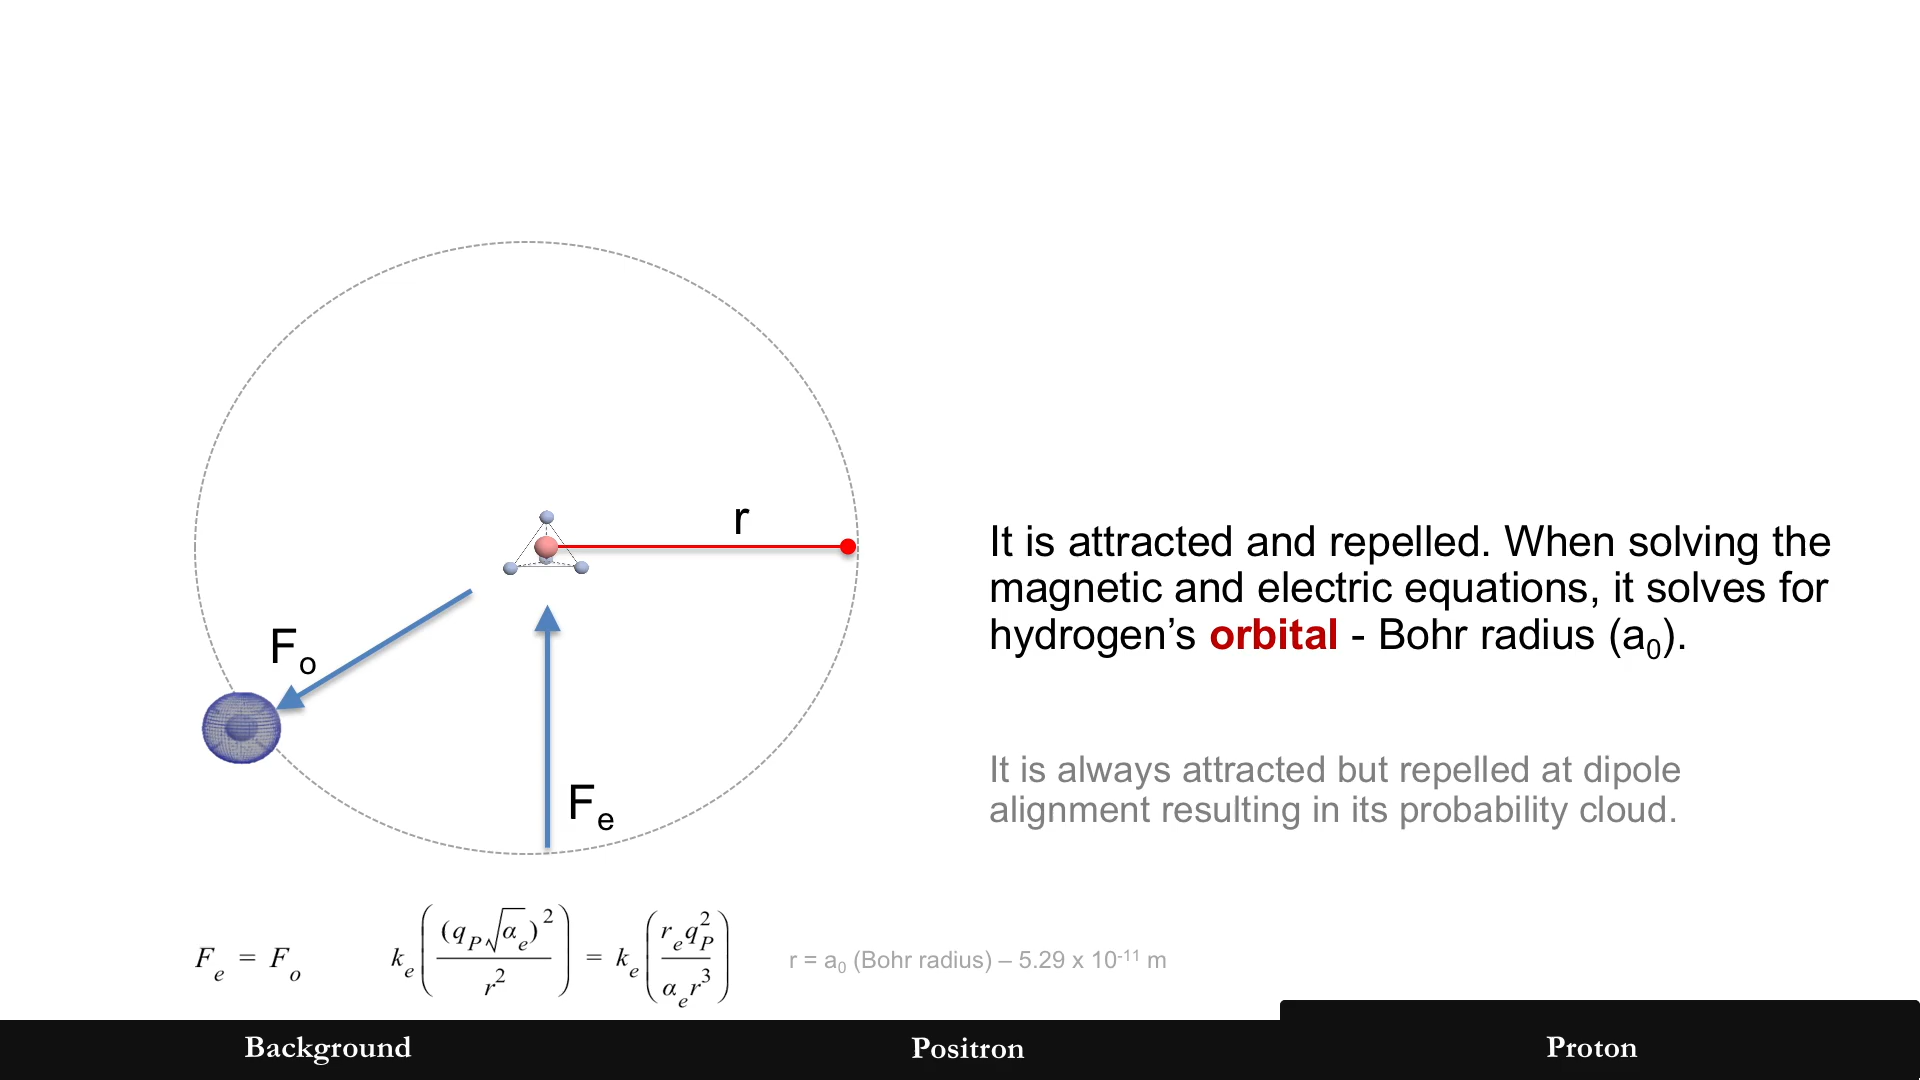 r
It is attracted and repelled. When solving the
magnetic and electric equations, it solves for
hydrogen’s orbital - Bohr radius (a₀).
Fₒ
It is always attracted but repelled at dipole
alignment resulting in its probability cloud.
Fₑ
Fₑ = Fₒ kₑ((q_P√αₑ)²/r²) = kₑ(rₑq_P²/αₑr³) r = a₀ (Bohr radius) – 5.29 x 10⁻¹¹ m
Background Positron Proton